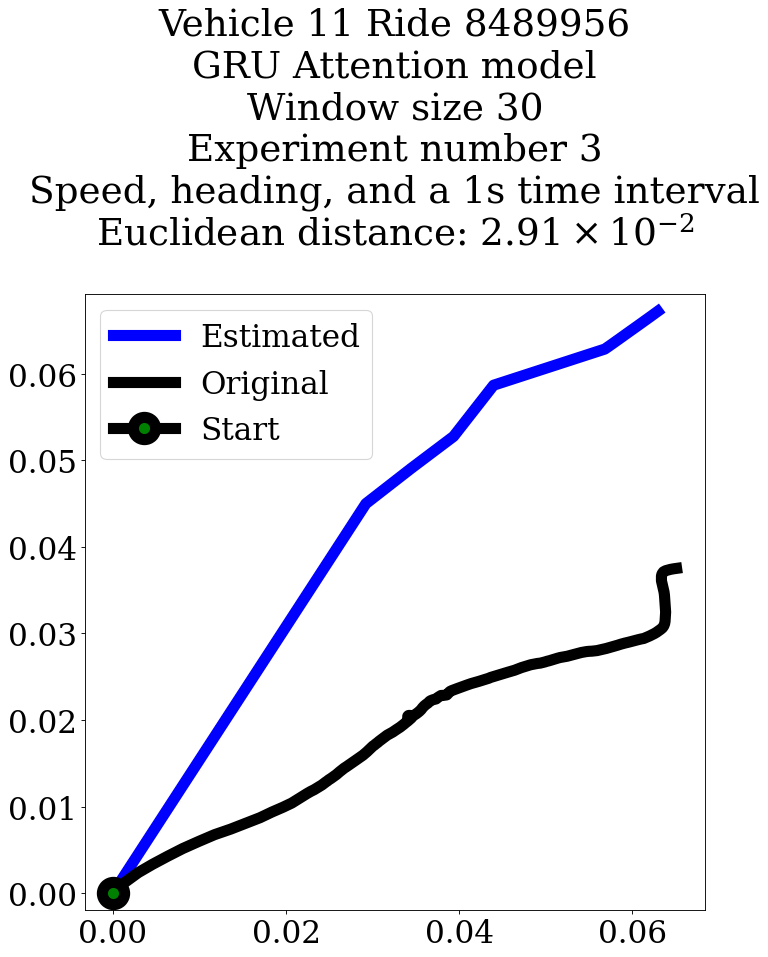 Vehicle 11 Ride 8489956
GRU Attention model
Window size 30
Experiment number 3
Speed, heading, and a 1s time interval
Euclidean distance: 2.91 × 10⁻²
Estimated
Original
Start
0.06
0.05
0.04
0.03
0.02
0.01
0.00
0.00 0.02 0.04 0.06